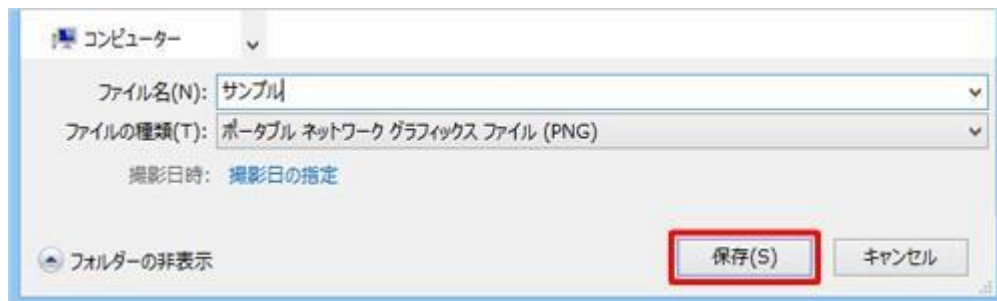 コンピューター
ファイル名(N): サンプル
ファイルの種類(T): ポータブル ネットワーク グラフィックス ファイル (PNG)
撮影日時: 撮影日の指定
フォルダーの非表示 保存(S) キャンセル